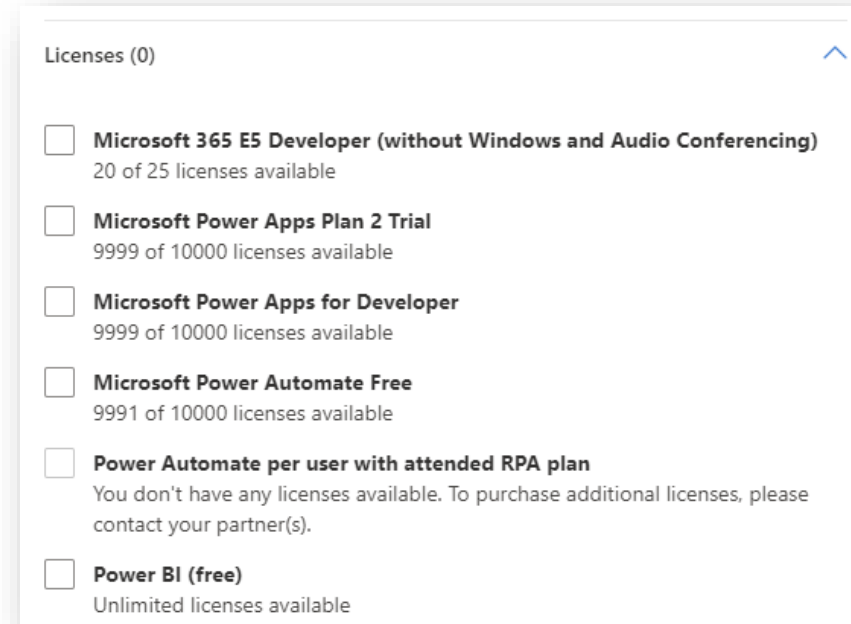 Licenses (0)
Microsoft 365 E5 Developer (without Windows and Audio Conferencing)
20 of 25 licenses available
Microsoft Power Apps Plan 2 Trial
9999 of 10000 licenses available
Microsoft Power Apps for Developer
9999 of 10000 licenses available
Microsoft Power Automate Free
9991 of 10000 licenses available
Power Automate per user with attended RPA plan
You don't have any licenses available. To purchase additional licenses, please
contact your partner(s).
Power BI (free)
Unlimited licenses available